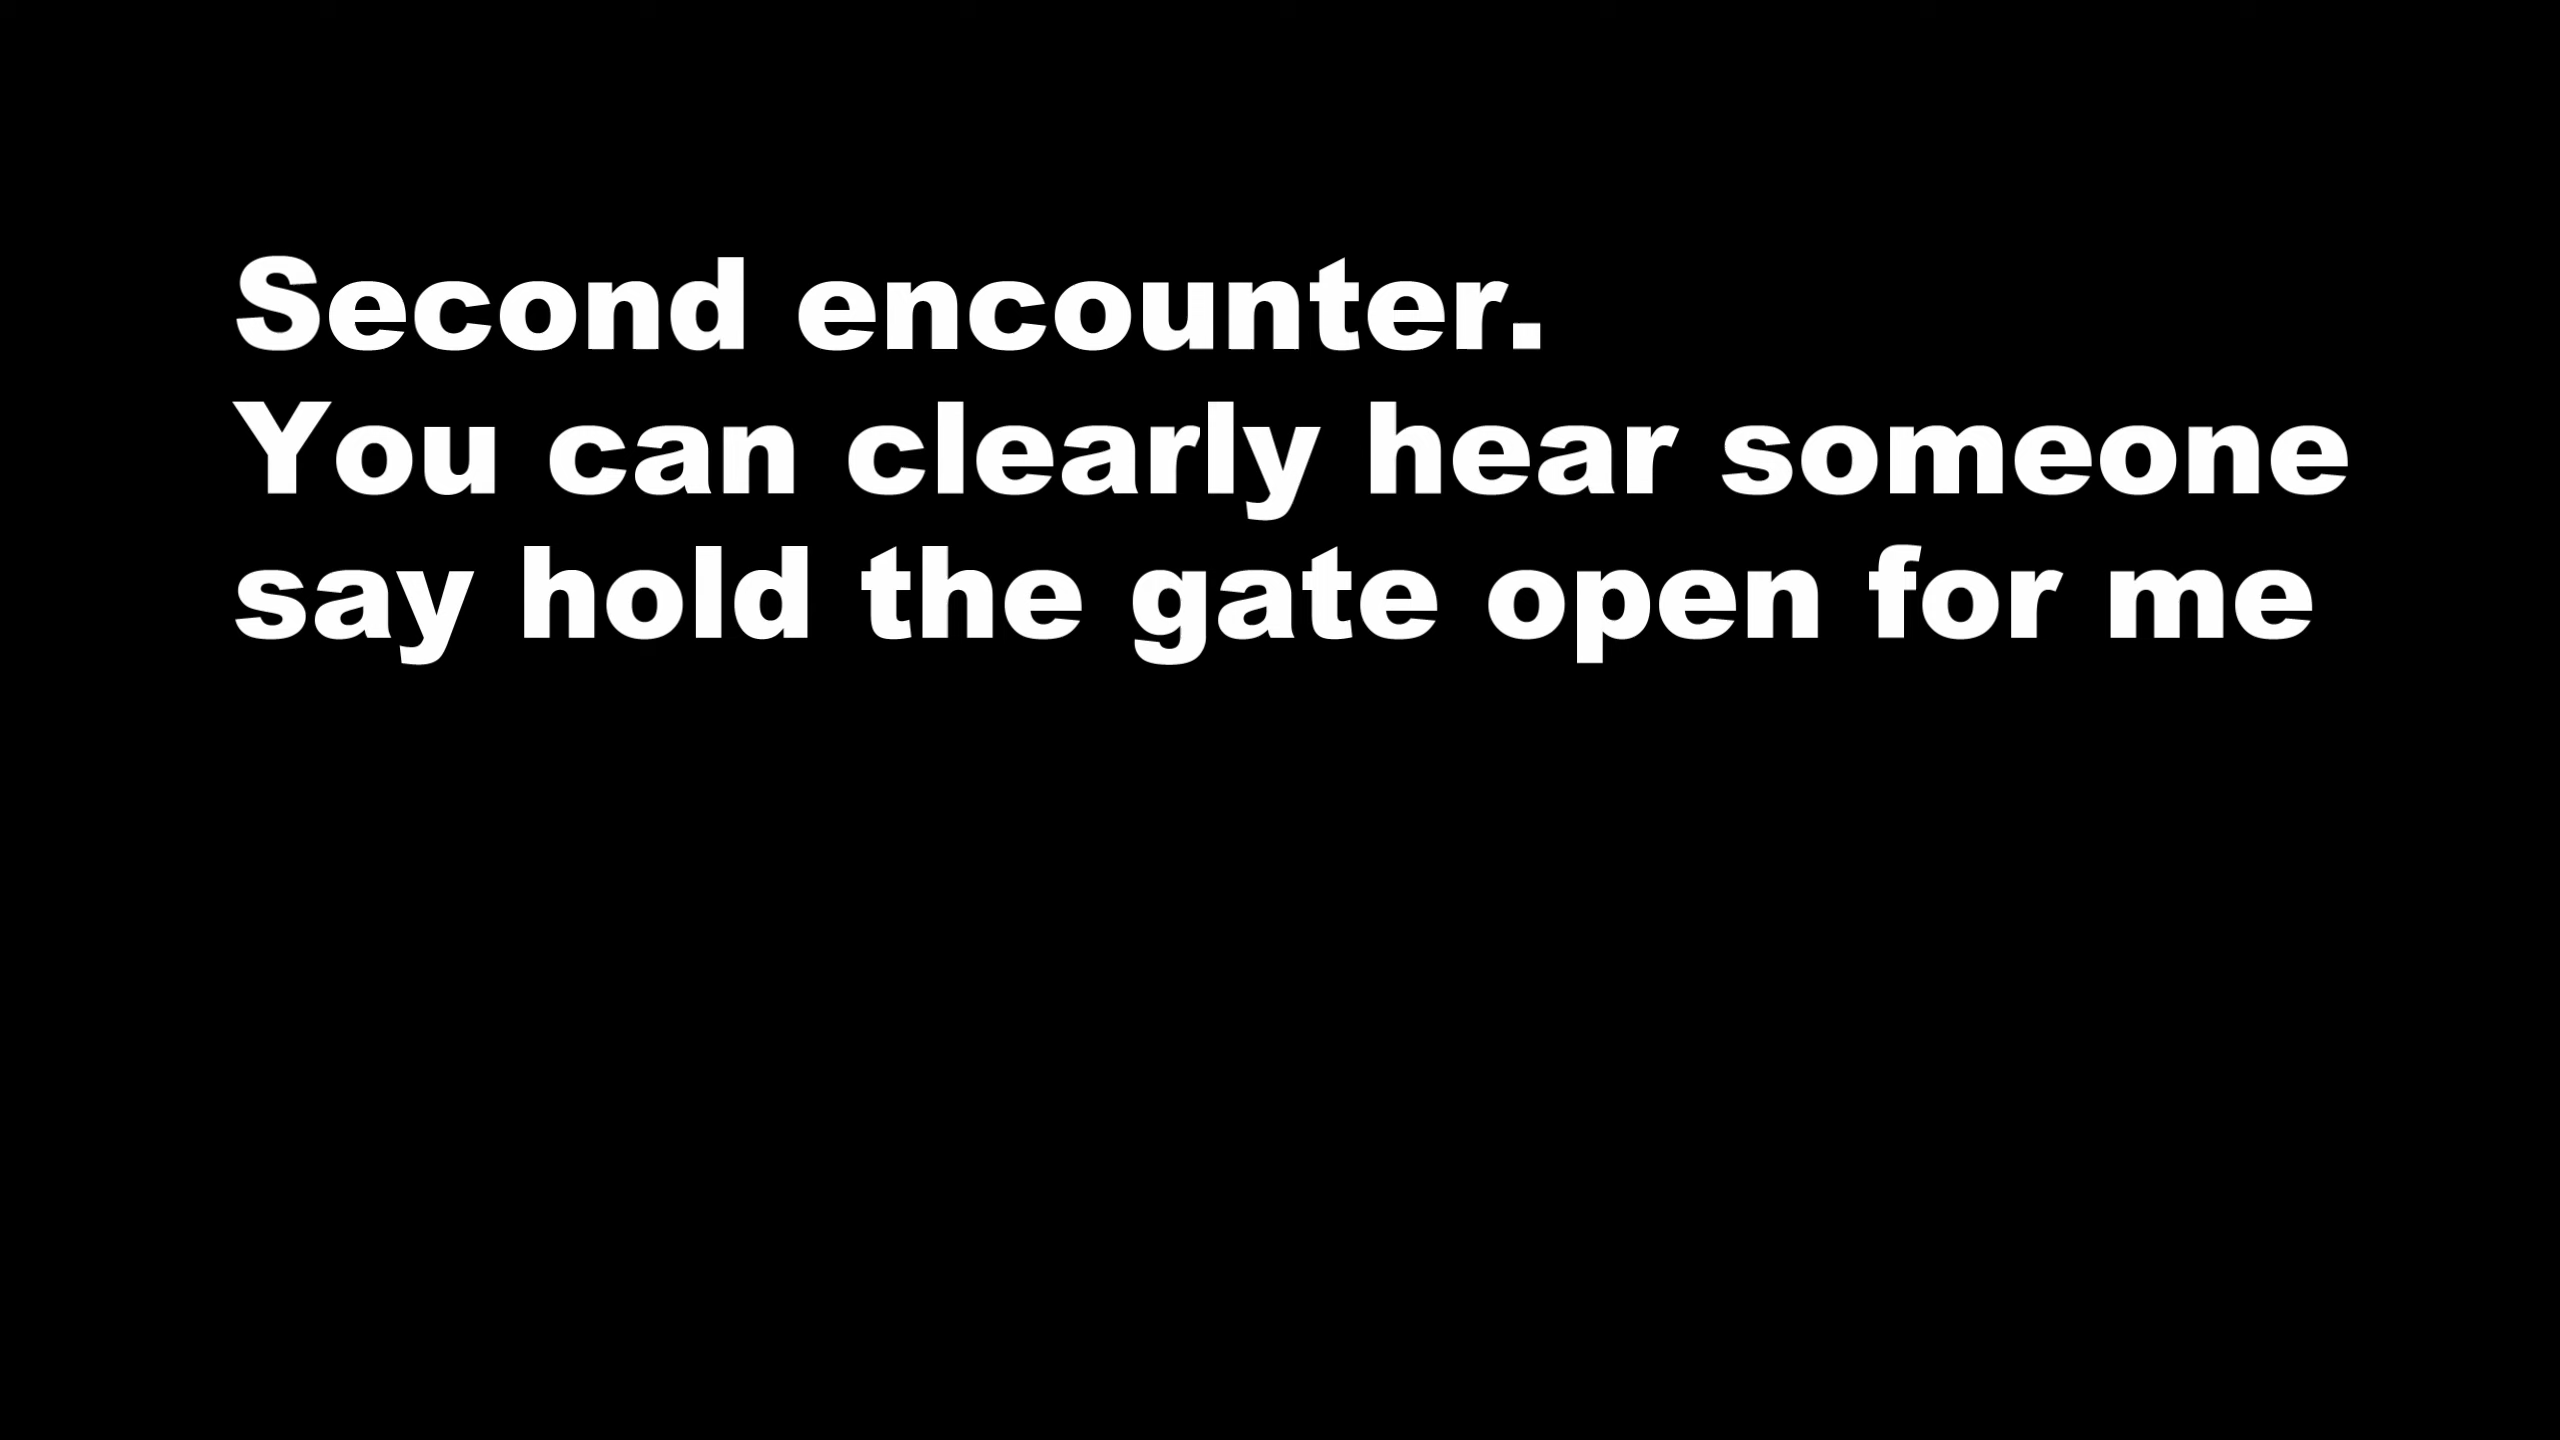 Second encounter.
You can clearly hear someone
say hold the gate open for me